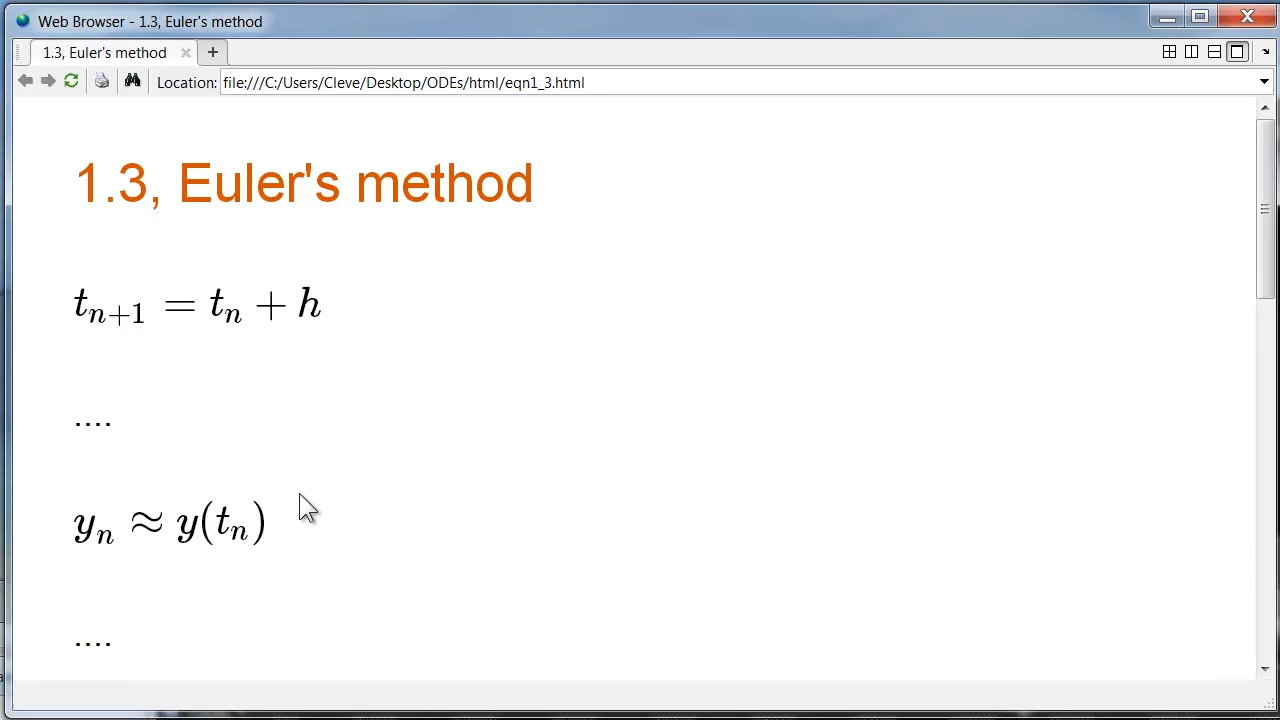 Web Browser - 1.3, Euler's method
1.3, Euler's method
Location: file:///C:/Users/Cleve/Desktop/ODEs/html/eqn1_3.html
1.3, Euler's method
t_{n+1} = t_n + h
....
y_n ≈ y(t_n)
....